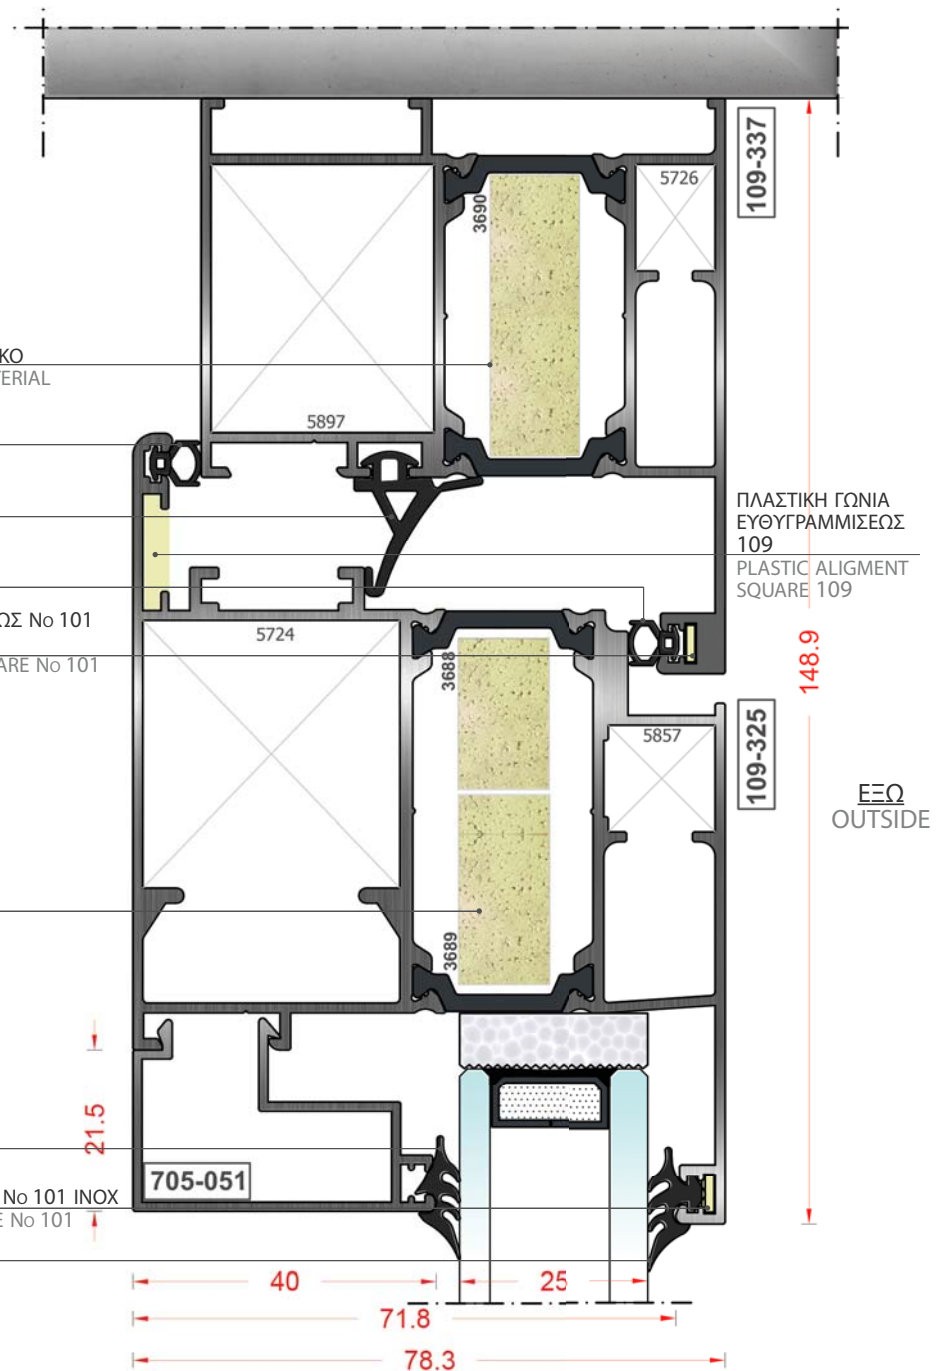 109-337
5726
3690
ΚΟ
TERIAL
5897
ΠΛΑΣΤΙΚΗ ΓΩΝΙΑ
ΕΥΘΥΓΡΑΜΜΙΣΕΩΣ
109
PLASTIC ALIGMENT
SQUARE 109
ΩΣ No 101
ARE No 101
5724
3688
148.9
109-325
5857
ΕΞΩ
OUTSIDE
3689
21.5
705-051
No 101 INOX
E No 101
40
25
71.8
78.3